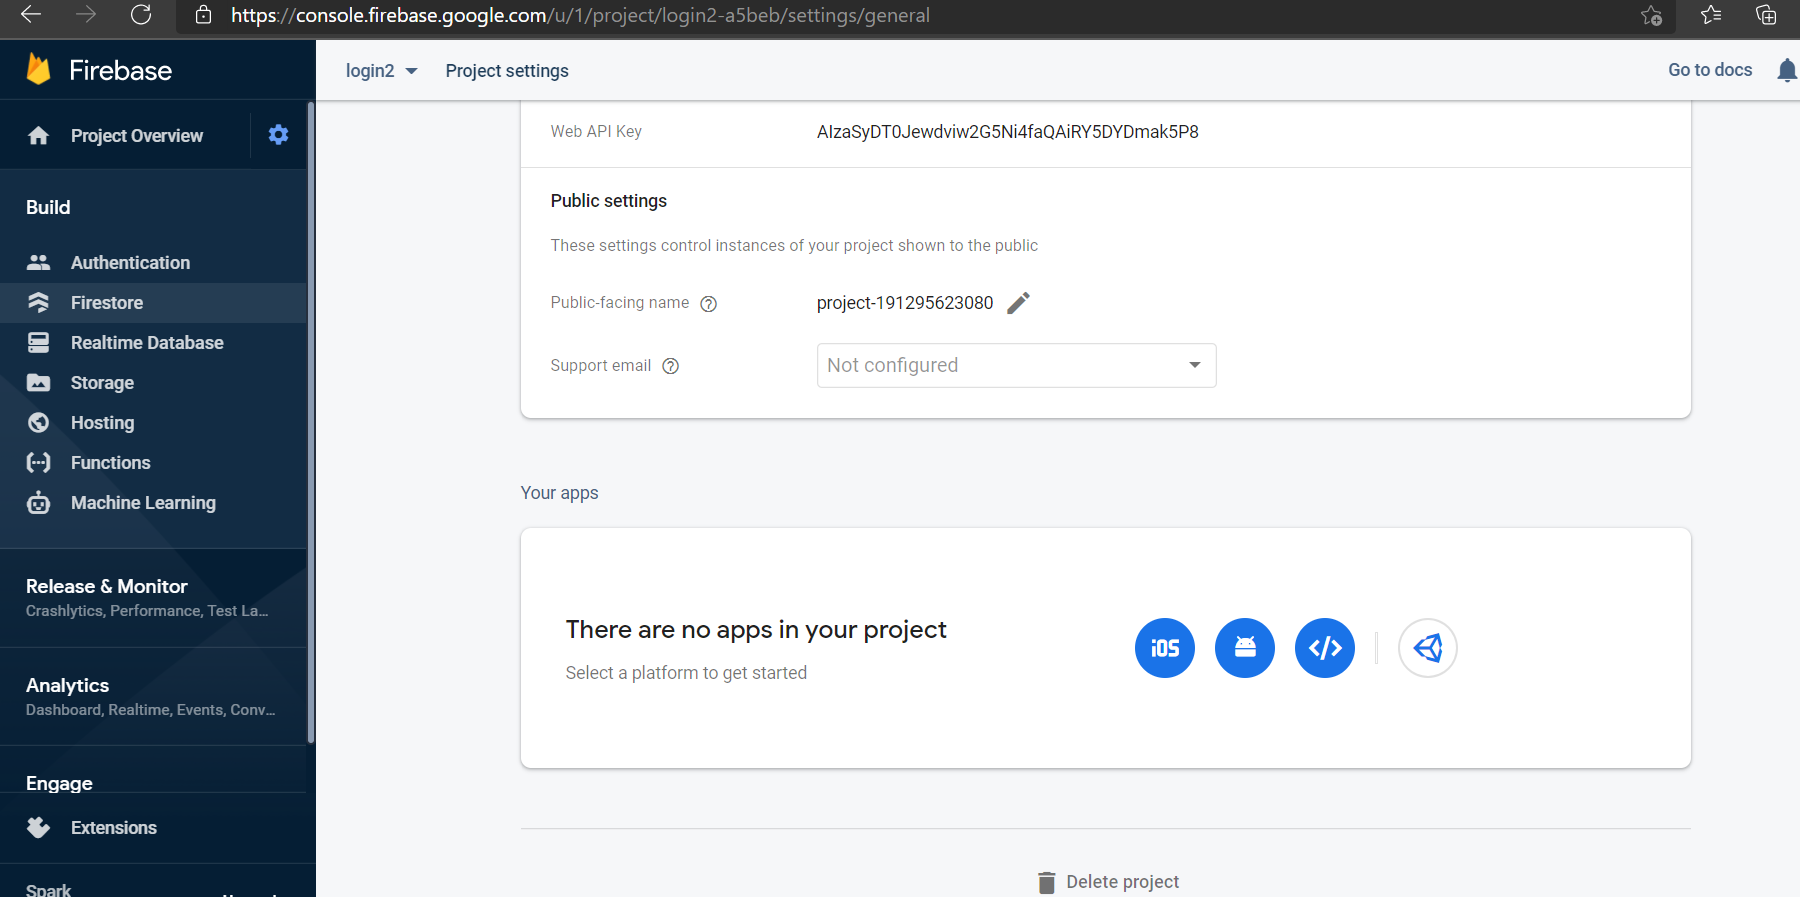 https://console.firebase.google.com/u/1/project/login2-a5beb/settings/general
Firebase
login2
Project settings
Go to docs
Project Overview
Build
Authentication
Firestore
Realtime Database
Storage
Hosting
Functions
Machine Learning
Release & Monitor
Crashlytics, Performance, Test La...
Analytics
Dashboard, Realtime, Events, Conv...
Engage
Extensions
Spark
Web API Key
AIzaSyDT0Jewdviw2G5Ni4faQAiRY5DYDmak5P8
Public settings
These settings control instances of your project shown to the public
Public-facing name
project-191295623080
Support email
Not configured
Your apps
There are no apps in your project
Select a platform to get started
iOS
Delete project